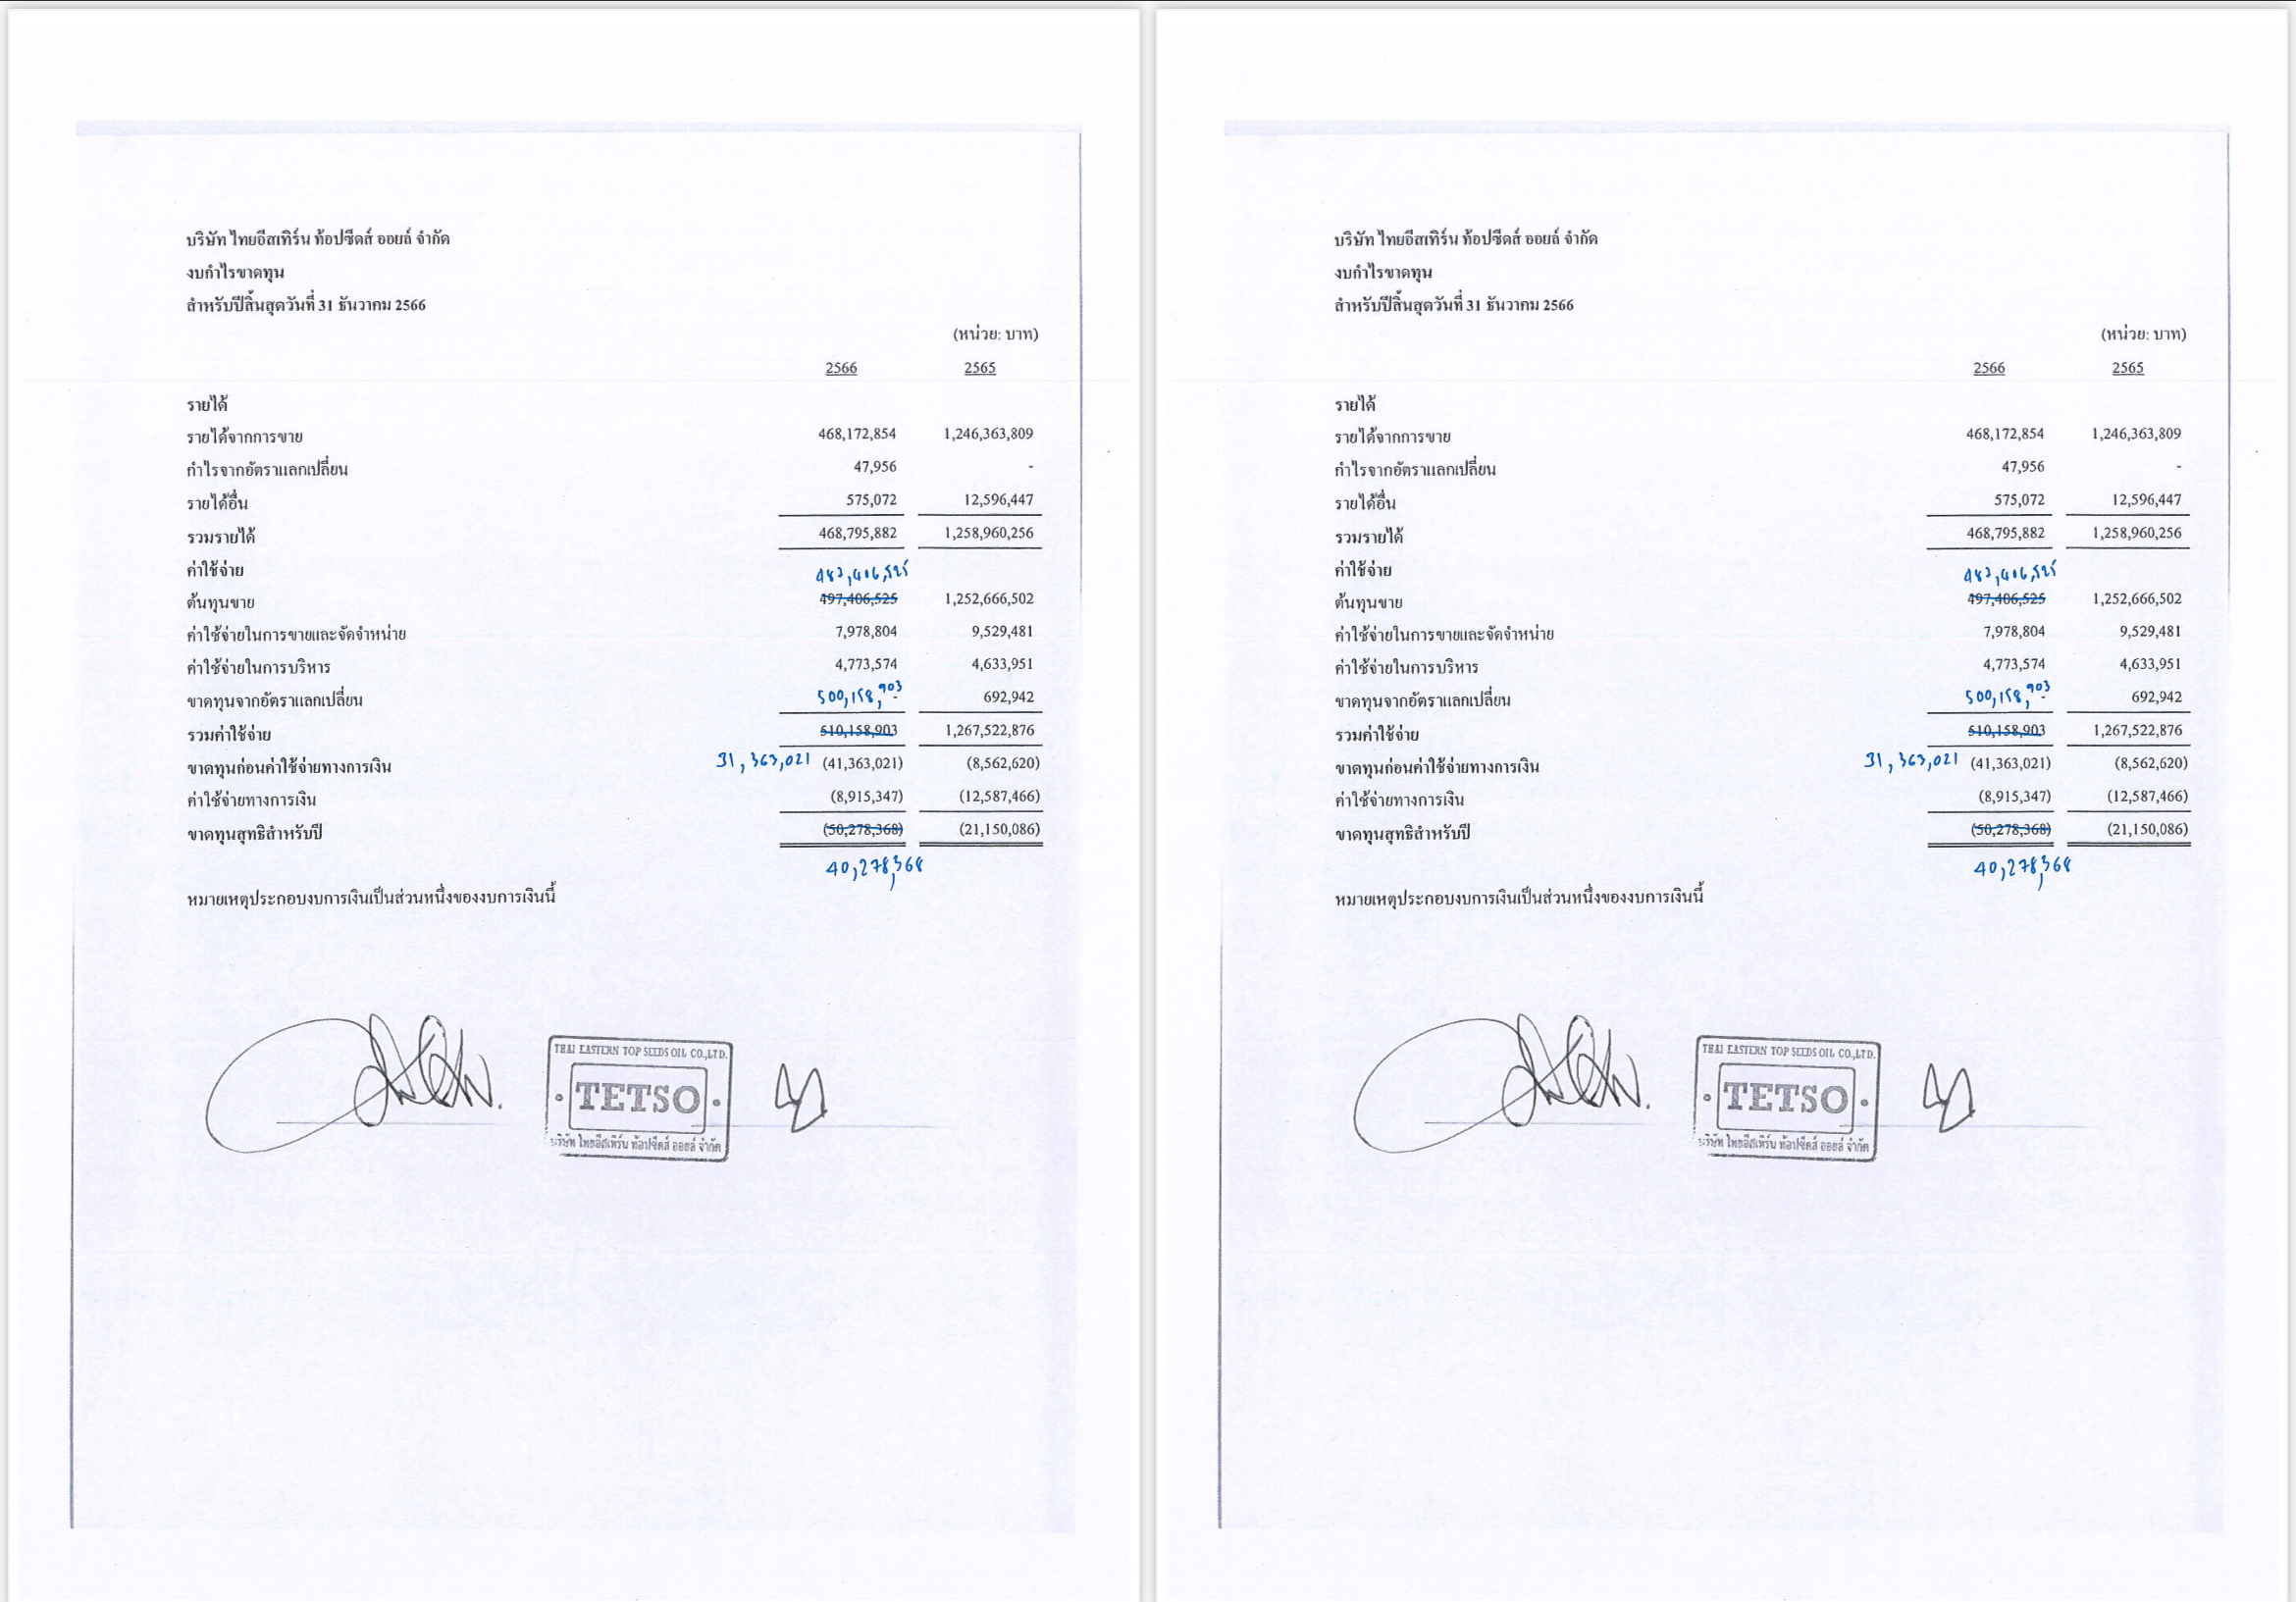 บริษัท ไทยอีสเทิร์น ท้อปซีดส์ ออยล์ จำกัด
งบกำไรขาดทุน
สำหรับปีสิ้นสุดวันที่ 31 ธันวาคม 2566
(หน่วย: บาท)
2566 2565
รายได้
รายได้จากการขาย 468,172,854 1,246,363,809
กำไรจากอัตราแลกเปลี่ยน 47,956 -
รายได้อื่น 575,072 12,596,447
รวมรายได้ 468,795,882 1,258,960,256
ค่าใช้จ่าย 487,406,525
ต้นทุนขาย 497,406,525 1,252,666,502
ค่าใช้จ่ายในการขายและจัดจำหน่าย 7,978,804 9,529,481
ค่าใช้จ่ายในการบริหาร 4,773,574 4,633,951
ขาดทุนจากอัตราแลกเปลี่ยน 500,158,903 692,942
รวมค่าใช้จ่าย 510,158,903 1,267,522,876
ขาดทุนก่อนค่าใช้จ่ายทางการเงิน 31,363,021 (41,363,021) (8,562,620)
ค่าใช้จ่ายทางการเงิน (8,915,347) (12,587,466)
ขาดทุนสุทธิสำหรับปี (50,278,368) (21,150,086)
40,278,368
หมายเหตุประกอบงบการเงินเป็นส่วนหนึ่งของงบการเงินนี้
THAI EASTERN TOP SEEDS OIL CO.,LTD.
TETSO
บริษัท ไทยอีสเทิร์น ท้อปซีดส์ ออยล์ จำกัด
บริษัท ไทยอีสเทิร์น ท้อปซีดส์ ออยล์ จำกัด
งบกำไรขาดทุน
สำหรับปีสิ้นสุดวันที่ 31 ธันวาคม 2566
(หน่วย: บาท)
2566 2565
รายได้
รายได้จากการขาย 468,172,854 1,246,363,809
กำไรจากอัตราแลกเปลี่ยน 47,956 -
รายได้อื่น 575,072 12,596,447
รวมรายได้ 468,795,882 1,258,960,256
ค่าใช้จ่าย 487,406,525
ต้นทุนขาย 497,406,525 1,252,666,502
ค่าใช้จ่ายในการขายและจัดจำหน่าย 7,978,804 9,529,481
ค่าใช้จ่ายในการบริหาร 4,773,574 4,633,951
ขาดทุนจากอัตราแลกเปลี่ยน 500,158,903 692,942
รวมค่าใช้จ่าย 510,158,903 1,267,522,876
ขาดทุนก่อนค่าใช้จ่ายทางการเงิน 31,363,021 (41,363,021) (8,562,620)
ค่าใช้จ่ายทางการเงิน (8,915,347) (12,587,466)
ขาดทุนสุทธิสำหรับปี (50,278,368) (21,150,086)
40,278,368
หมายเหตุประกอบงบการเงินเป็นส่วนหนึ่งของงบการเงินนี้
THAI EASTERN TOP SEEDS OIL CO.,LTD.
TETSO
บริษัท ไทยอีสเทิร์น ท้อปซีดส์ ออยล์ จำกัด